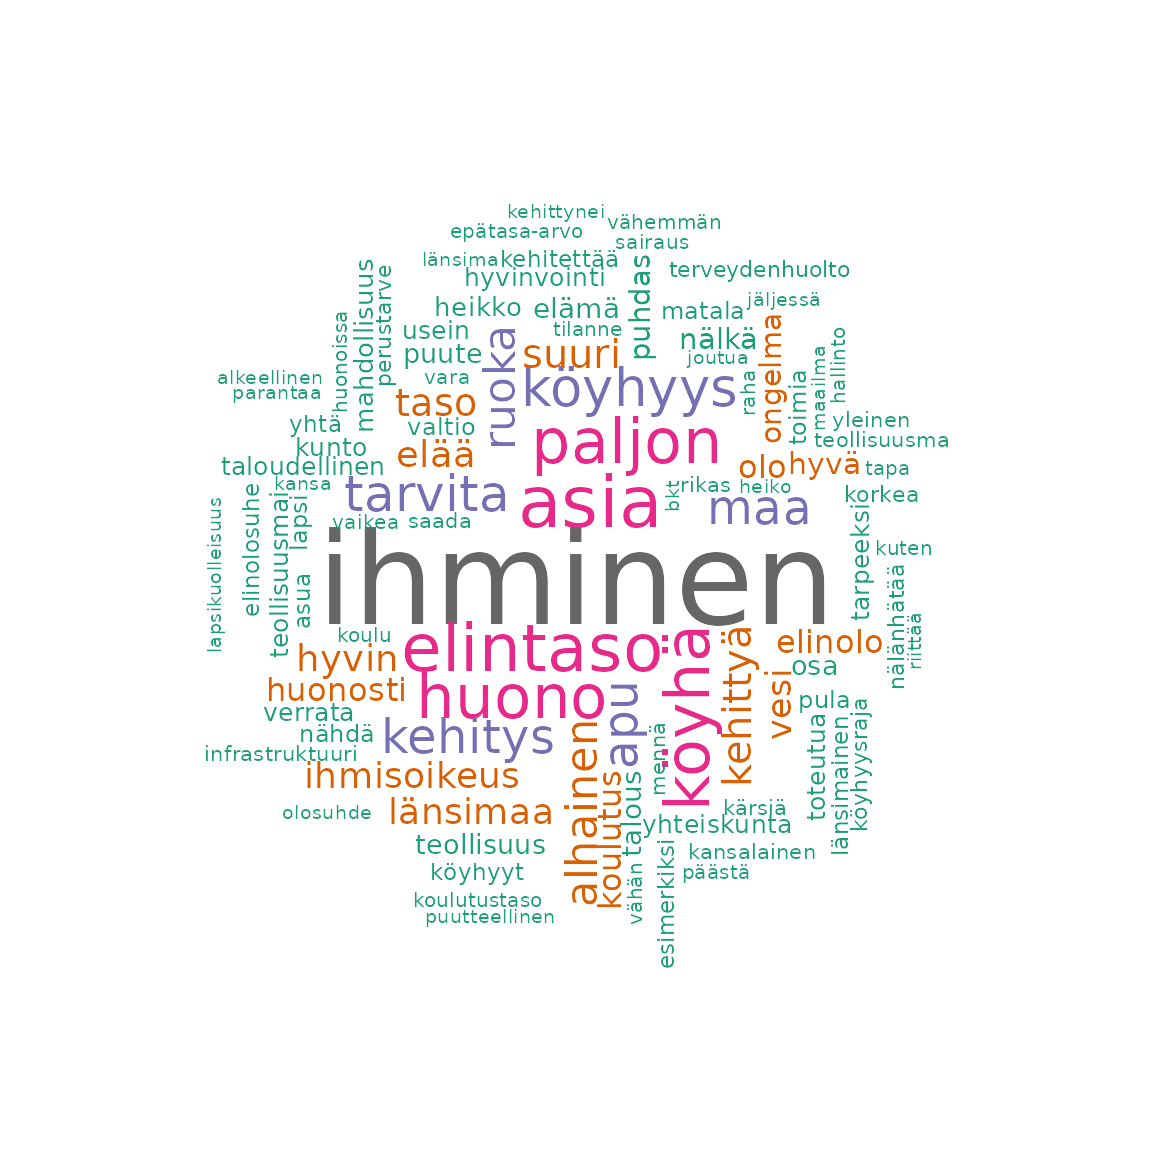 kehittynei
vähemmän
epätasa-arvo
sairaus
länsima
kehitettää
terveydenhuolto
hyvinvointi
puhdas
mahdollisuus
perustarve
jäljessä
heikko
elämä
matala
huonoissa
usein
tilanne
nälkä
ongelma
hallinto
ruoka
suuri
puute
joutua
maailma
alkeellinen
vara
köyhyys
raha
toimia
parantaa
taso
yhtä
valtio
paljon
yleinen
teollisuusma
kunto
elää
taloudellinen
olo
hyvä
tapa
kansa
tarvita
asia
bkt
rikas
heiko
korkea
maa
lapsikuolleisuus
elinolosuhe
teollisuusmai
lapsi
vaikea
saada
tarpeeksi
kuten
ihminen
asua
nälänhätää
riittää
koulu
elintaso
köyhä
kehittyä
elinolo
hyvin
osa
vesi
huonosti
huono
apu
pula
verrata
nähdä
kehitys
mennä
toteutua
länsimainen
köyhyysraja
infrastruktuuri
ihmisoikeus
alhainen
koulutus
talous
olosuhde
länsimaa
kärsjä
yhteiskunta
teollisuus
kansalainen
köyhyyt
vähän
esimerkiksi
päästä
koulutustaso
puutteellinen